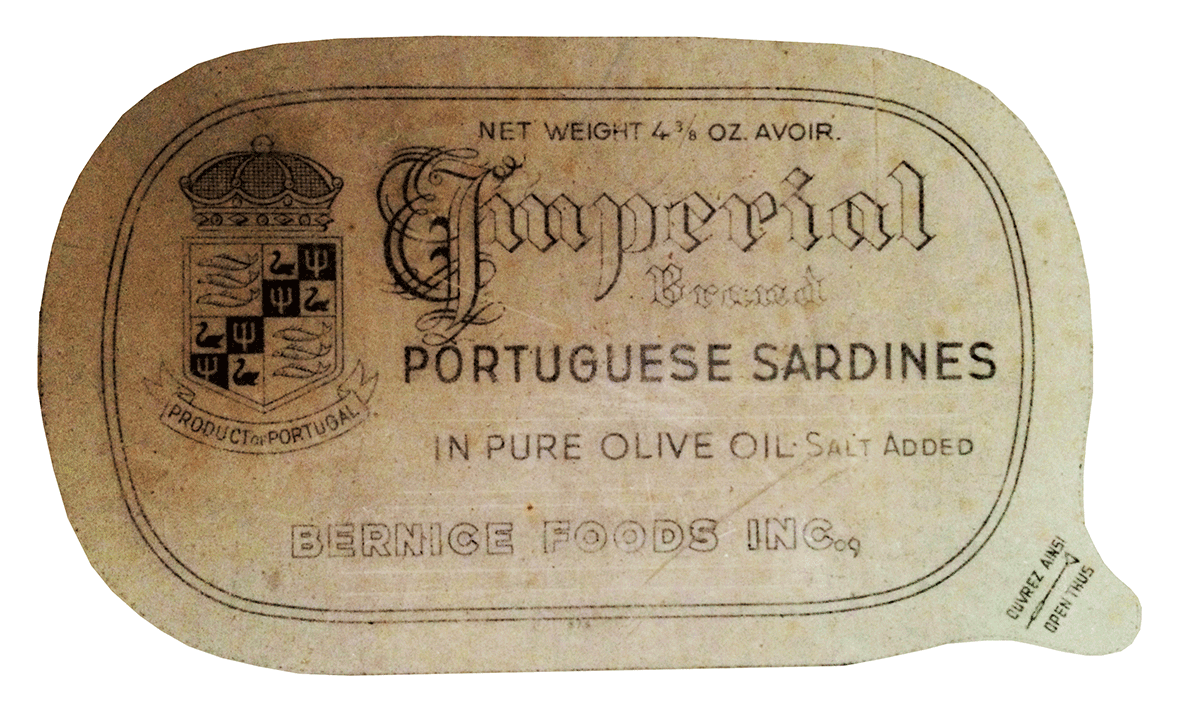 NET WEIGHT 4 3/8 OZ. AVOIR.
Imperial
Brand
PORTUGUESE SARDINES
PRODUCT OF PORTUGAL
IN PURE OLIVE OIL·SALT ADDED
BERNICE FOODS INC.
OUVREZ AINSI
OPEN THUS